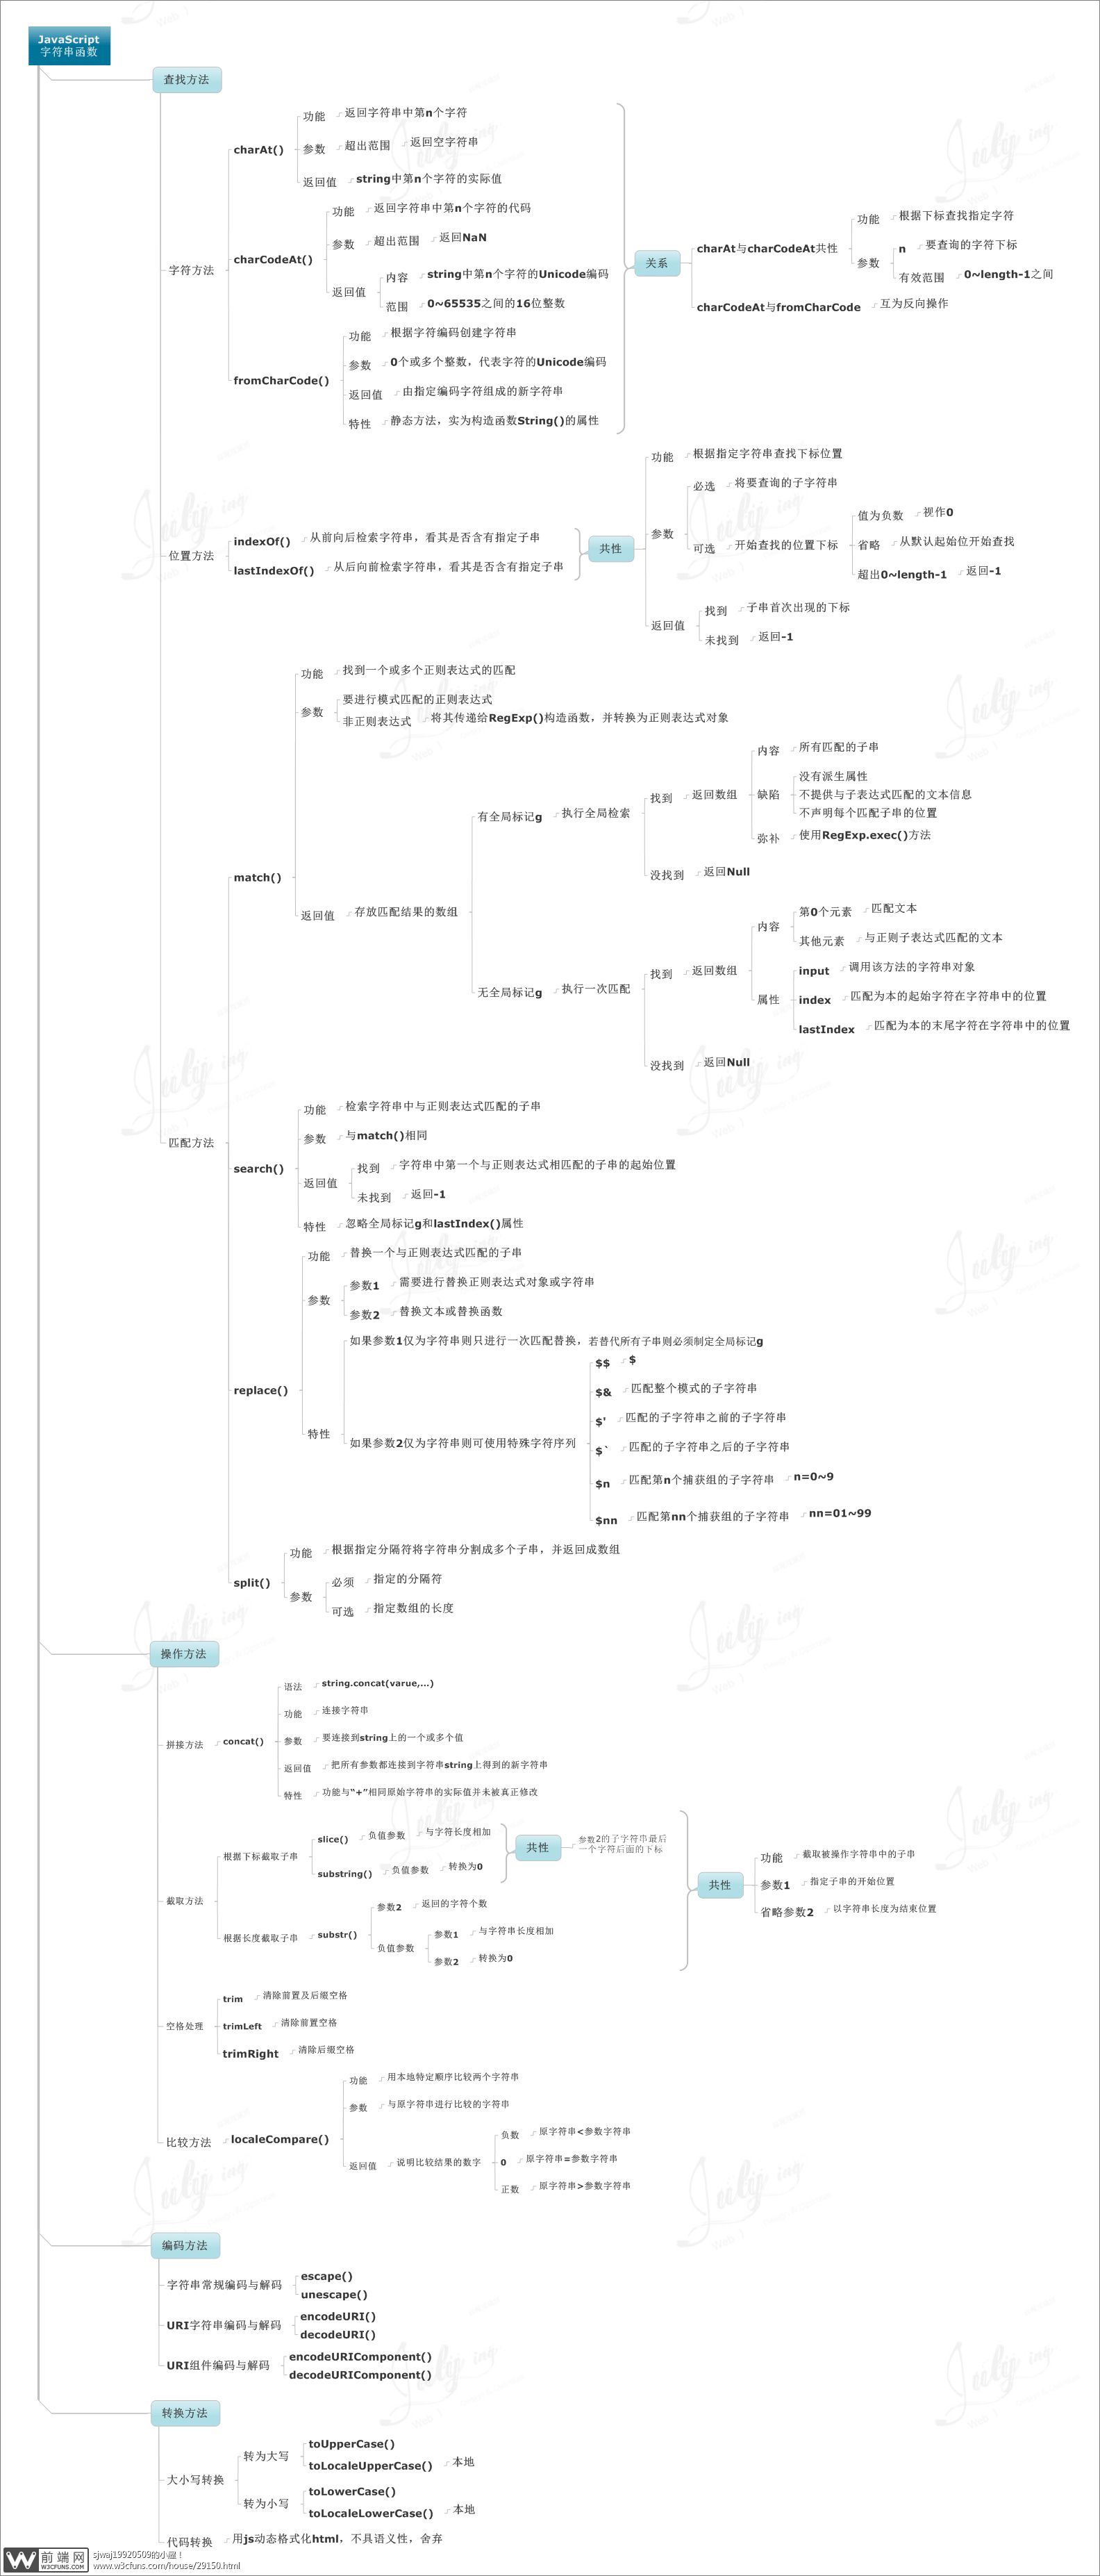 JavaScript
字符串函数
查找方法
字符方法
charAt()
功能
返回字符串中第n个字符
参数
超出范围
返回空字符串
返回值
string中第n个字符的实际值
charCodeAt()
功能
返回字符串中第n个字符的代码
参数
超出范围
返回NaN
返回值
内容
string中第n个字符的Unicode编码
范围
0~65535之间的16位整数
fromCharCode()
功能
根据字符编码创建字符串
参数
0个或多个整数，代表字符的Unicode编码
返回值
由指定编码字符组成的新字符串
特性
静态方法，实为构造函数String()的属性
关系
charAt与charCodeAt共性
功能
根据下标查找指定字符
参数
n
要查询的字符下标
有效范围
0~length-1之间
charCodeAt与fromCharCode
互为反向操作
位置方法
indexOf()
从前向后检索字符串，看其是否含有指定子串
lastIndexOf()
从后向前检索字符串，看其是否含有指定子串
共性
功能
根据指定字符串查找下标位置
参数
必选
将要查询的子字符串
可选
开始查找的位置下标
值为负数
视作0
省略
从默认起始位开始查找
超出0~length-1
返回-1
返回值
找到
子串首次出现的下标
未找到
返回-1
匹配方法
match()
功能
找到一个或多个正则表达式的匹配
参数
要进行模式匹配的正则表达式
非正则表达式
将其传递给RegExp()构造函数，并转换为正则表达式对象
返回值
存放匹配结果的数组
有全局标记g
执行全局检索
找到
返回数组
内容
所有匹配的子串
缺陷
没有派生属性
不提供与子表达式匹配的文本信息
不声明每个匹配子串的位置
弥补
使用RegExp.exec()方法
没找到
返回Null
无全局标记g
执行一次匹配
找到
返回数组
内容
第0个元素
匹配文本
其他元素
与正则子表达式匹配的文本
属性
input
调用该方法的字符串对象
index
匹配为本的起始字符在字符串中的位置
lastIndex
匹配为本的末尾字符在字符串中的位置
没找到
返回Null
search()
功能
检索字符串中与正则表达式匹配的子串
参数
与match()相同
返回值
找到
字符串中第一个与正则表达式相匹配的子串的起始位置
未找到
返回-1
特性
忽略全局标记g和lastIndex()属性
replace()
功能
替换一个与正则表达式匹配的子串
参数
参数1
需要进行替换正则表达式对象或字符串
参数2
替换文本或替换函数
特性
如果参数1仅为字符串则只进行一次匹配替换，若替代所有子串则必须制定全局标记g
如果参数2仅为字符串则可使用特殊字符序列
$$
$
$&
匹配整个模式的子字符串
$'
匹配的子字符串之前的子字符串
$`
匹配的子字符串之后的子字符串
$n
匹配第n个捕获组的子字符串
n=0~9
$nn
匹配第nn个捕获组的子字符串
nn=01~99
split()
功能
根据指定分隔符将字符串分割成多个子串，并返回成数组
参数
必须
指定的分隔符
可选
指定数组的长度
操作方法
拼接方法
concat()
语法
string.concat(varue,...)
功能
连接字符串
参数
要连接到string上的一个或多个值
返回值
把所有参数都连接到字符串string上得到的新字符串
特性
功能与“+”相同原始字符串的实际值并未被真正修改
截取方法
根据下标截取子串
slice()
负值参数
与字符长度相加
substring()
负值参数
转换为0
共性
参数2的子字符串最后
一个字符后面的下标
根据长度截取子串
substr()
参数2
返回的字符个数
负值参数
参数1
与字符串长度相加
参数2
转换为0
共性
功能
截取被操作字符串中的子串
参数1
指定子串的开始位置
省略参数2
以字符串长度为结束位置
空格处理
trim
清除前置及后缀空格
trimLeft
清除前置空格
trimRight
清除后缀空格
比较方法
localeCompare()
功能
用本地特定顺序比较两个字符串
参数
与原字符串进行比较的字符串
返回值
说明比较结果的数字
负数
原字符串<参数字符串
0
原字符串=参数字符串
正数
原字符串>参数字符串
编码方法
字符串常规编码与解码
escape()
unescape()
URI字符串编码与解码
encodeURI()
decodeURI()
URI组件编码与解码
encodeURIComponent()
decodeURIComponent()
转换方法
大小写转换
转为大写
toUpperCase()
toLocaleUpperCase()
本地
转为小写
toLowerCase()
toLocaleLowerCase()
本地
代码转换
用js动态格式化html，不具语义性，舍弃
W 前端网
W3CFUNS.COM
sjwaj19920509的小屋！
www.w3cfuns.com/house/29150.html